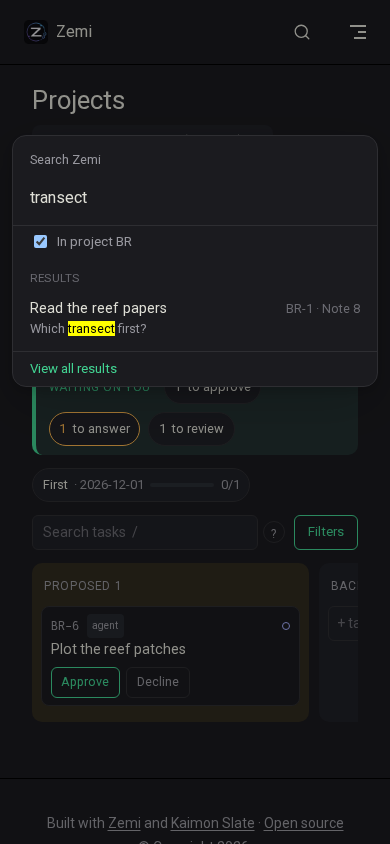 Zemi
Projects
Search Zemi
transect
In project BR
RESULTS
Read the reef papers BR-1 · Note 8
Which transect first?
View all results
WAITING ON YOU 1 to approve
1 to answer 1 to review
First · 2026-12-01 0/1
Search tasks / ? Filters
PROPOSED 1
BR-6 agent
Plot the reef patches
Approve Decline
+ ta
Built with Zemi and Kaimon Slate · Open source